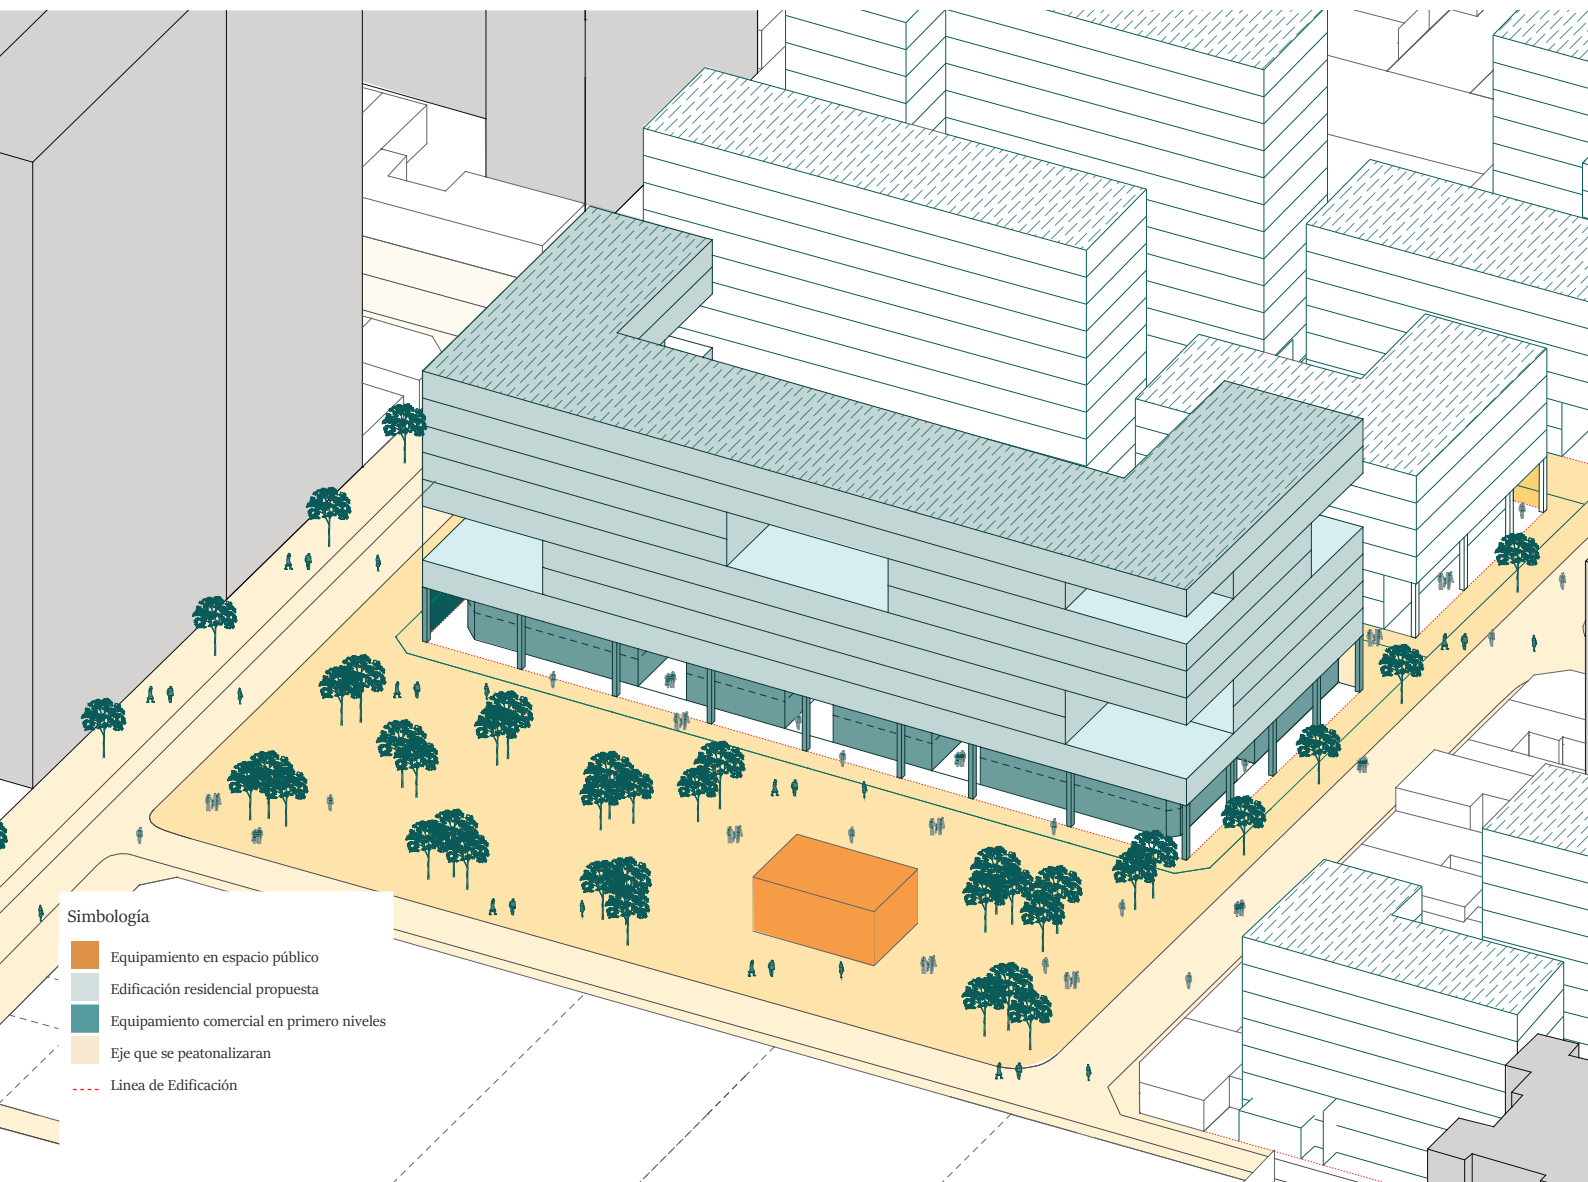 Simbología
Equipamiento en espacio público
Edificación residencial propuesta
Equipamiento comercial en primero niveles
Eje que se peatonalizaran
Linea de Edificación